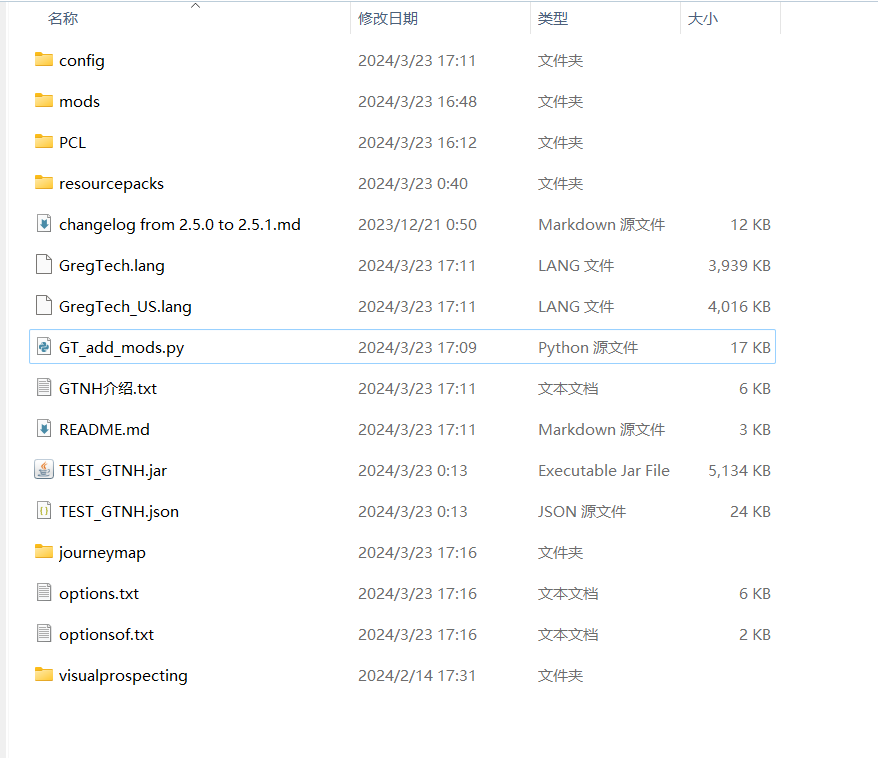 名称 修改日期 类型 大小
config 2024/3/23 17:11 文件夹
mods 2024/3/23 16:48 文件夹
PCL 2024/3/23 16:12 文件夹
resourcepacks 2024/3/23 0:40 文件夹
changelog from 2.5.0 to 2.5.1.md 2023/12/21 0:50 Markdown 源文件 12 KB
GregTech.lang 2024/3/23 17:11 LANG 文件 3,939 KB
GregTech_US.lang 2024/3/23 17:11 LANG 文件 4,016 KB
GT_add_mods.py 2024/3/23 17:09 Python 源文件 17 KB
GTNH介绍.txt 2024/3/23 17:11 文本文档 6 KB
README.md 2024/3/23 17:11 Markdown 源文件 3 KB
TEST_GTNH.jar 2024/3/23 0:13 Executable Jar File 5,134 KB
TEST_GTNH.json 2024/3/23 0:13 JSON 源文件 24 KB
journeymap 2024/3/23 17:16 文件夹
options.txt 2024/3/23 17:16 文本文档 6 KB
optionsof.txt 2024/3/23 17:16 文本文档 2 KB
visualprospecting 2024/2/14 17:31 文件夹